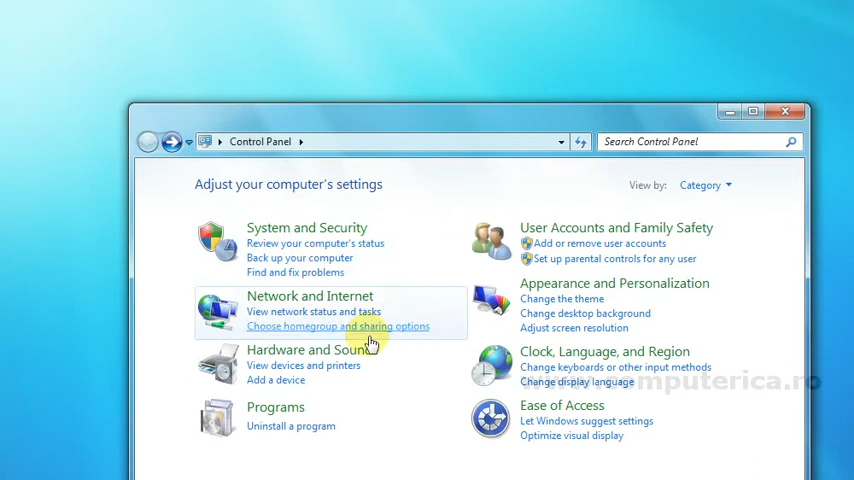 Control Panel
Search Control Panel
Adjust your computer's settings
View by: Category
System and Security
Review your computer's status
Back up your computer
Find and fix problems
Network and Internet
View network status and tasks
Choose homegroup and sharing options
Hardware and Sound
View devices and printers
Add a device
Programs
Uninstall a program
User Accounts and Family Safety
Add or remove user accounts
Set up parental controls for any user
Appearance and Personalization
Change the theme
Change desktop background
Adjust screen resolution
Clock, Language, and Region
Change keyboards or other input methods
Change display language
www.computerica.ro
Ease of Access
Let Windows suggest settings
Optimize visual display